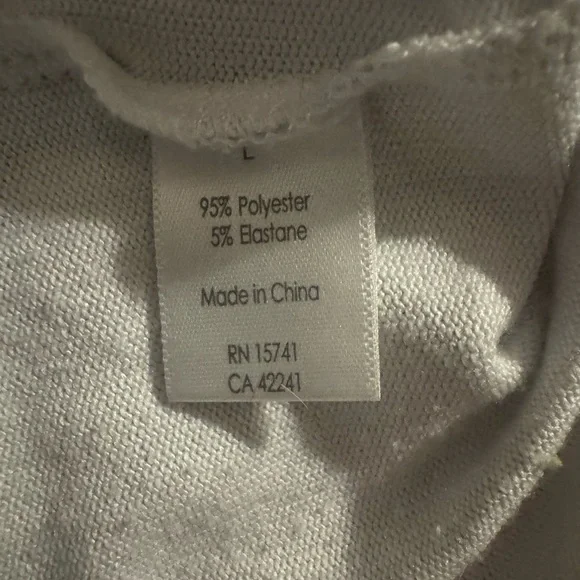 L
95% Polyester
5% Elastane
Made in China
RN 15741
CA 42241